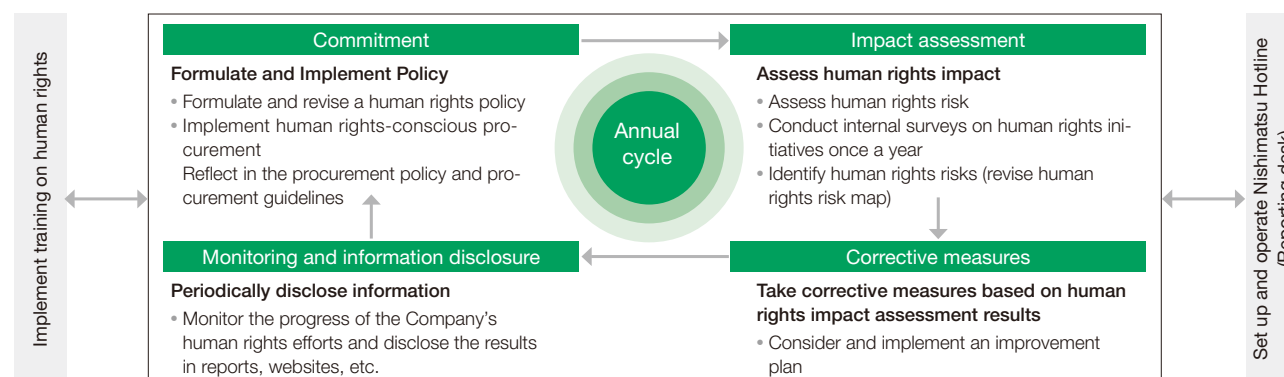 Implement training on human rights
Commitment
Formulate and Implement Policy
• Formulate and revise a human rights policy
• Implement human rights-conscious pro-
curement
Reflect in the procurement policy and pro-
curement guidelines
Annual
cycle
Impact assessment
Assess human rights impact
• Assess human rights risk
• Conduct internal surveys on human rights ini-
tiatives once a year
• Identify human rights risks (revise human
rights risk map)
Monitoring and information disclosure
Periodically disclose information
• Monitor the progress of the Company's
human rights efforts and disclose the results
in reports, websites, etc.
Corrective measures
Take corrective measures based on human
rights impact assessment results
• Consider and implement an improvement
plan
Set up and operate Nishimatsu Hotline
(Reporting desk)